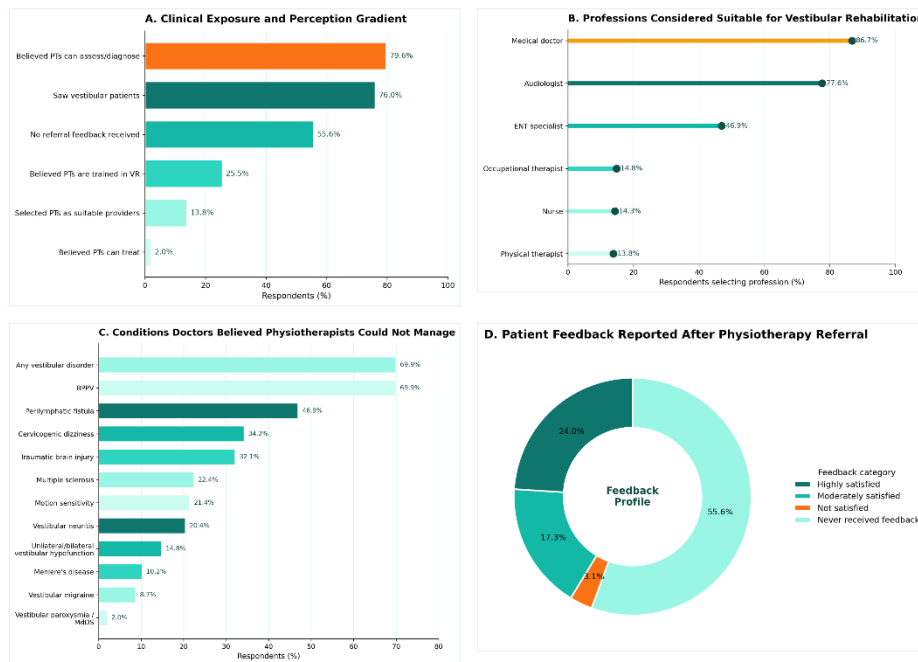 A. Clinical Exposure and Perception Gradient
Believed PTs can assess/diagnose
79.6%
Saw vestibular patients
76.0%
No referral feedback received
55.6%
Believed PTs are trained in VR
25.5%
Selected PTs as suitable providers
13.8%
Believed PTs can treat
2.0%
0 20 40 60 80 100
Respondents (%)
B. Professions Considered Suitable for Vestibular Rehabilitation
Medical doctor
86.7%
Audiologist
77.6%
ENT specialist
46.9%
Occupational therapist
14.8%
Nurse
14.3%
Physical therapist
13.8%
0 20 40 60 80 100
Respondents selecting profession (%)
C. Conditions Doctors Believed Physiotherapists Could Not Manage
Any vestibular disorder
69.9%
BPPV
69.9%
Perilymphatic fistula
46.9%
Cervicogenic dizziness
34.2%
Traumatic brain injury
32.1%
Multiple sclerosis
22.4%
Motion sensitivity
21.4%
Vestibular neuritis
20.4%
Unilateral/bilateral
vestibular hypofunction
14.8%
Meniere's disease
10.2%
Vestibular migraine
8.7%
Vestibular paroxysmia /
MdDS
2.0%
0 10 20 30 40 50 60 70 80
Respondents (%)
D. Patient Feedback Reported After Physiotherapy Referral
24.0%
17.3%
3.1%
55.6%
Feedback
Profile
Feedback category
Highly satisfied
Moderately satisfied
Not satisfied
Never received feedback